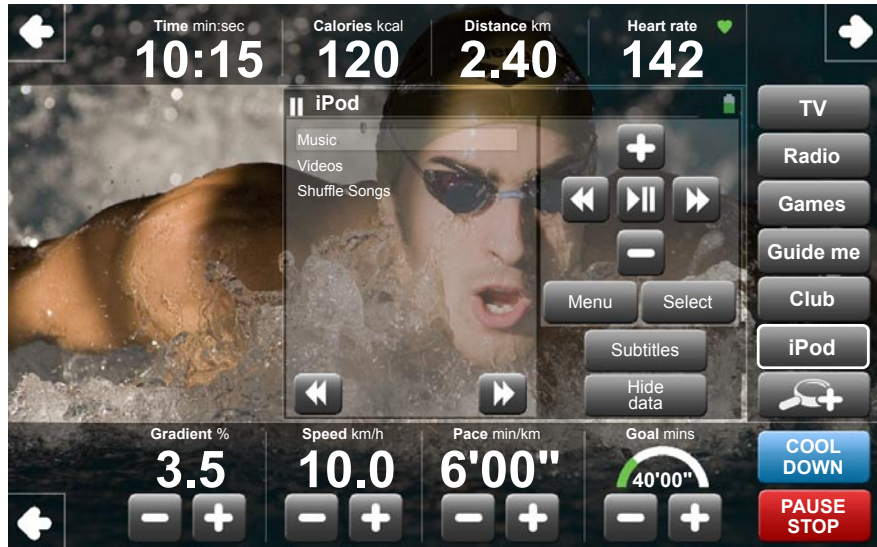 Time min:sec
Calories kcal
Distance km
Heart rate
10:15
120
2.40
142
iPod
Music
Videos
Shuffle Songs
Menu
Select
Subtitles
Hide
data
TV
Radio
Games
Guide me
Club
iPod
Gradient %
Speed km/h
Pace min/km
Goal mins
3.5
10.0
6'00"
40'00"
COOL
DOWN
PAUSE
STOP